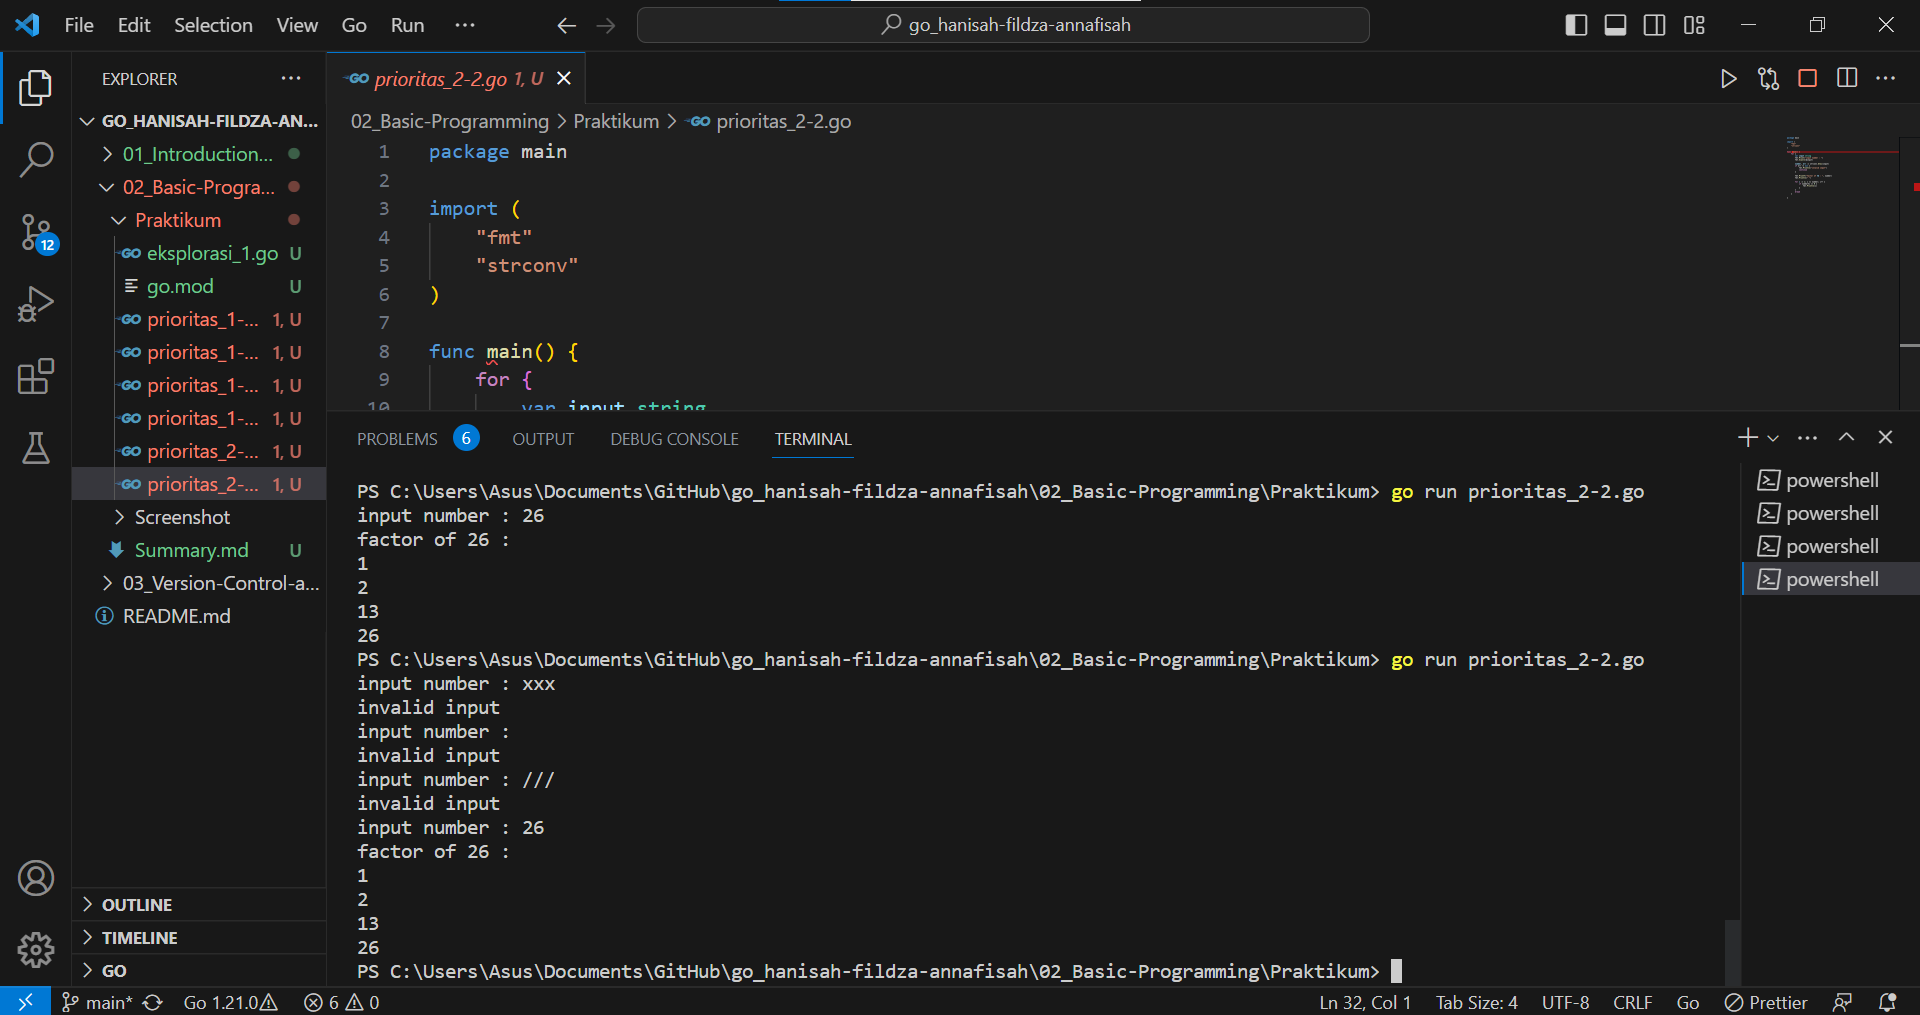 File Edit Selection View Go Run ...
go_hanisah-fildza-annafisah
EXPLORER
GO_HANISAH-FILDZA-AN...
01_Introduction...
02_Basic-Progra...
Praktikum
GO eksplorasi_1.go U
go.mod U
GO prioritas_1-... 1, U
GO prioritas_1-... 1, U
GO prioritas_1-... 1, U
GO prioritas_1-... 1, U
GO prioritas_2-... 1, U
GO prioritas_2-... 1, U
Screenshot
Summary.md U
03_Version-Control-a...
README.md
OUTLINE
TIMELINE
GO
12
GO prioritas_2-2.go 1, U
02_Basic-Programming > Praktikum > GO prioritas_2-2.go
1 package main
2
3 import (
4 "fmt"
5 "strconv"
6 )
7
8 func main() {
9 for {
10 var input string
PROBLEMS 6 OUTPUT DEBUG CONSOLE TERMINAL
PS C:\Users\Asus\Documents\GitHub\go_hanisah-fildza-annafisah\02_Basic-Programming\Praktikum> go run prioritas_2-2.go
input number : 26
factor of 26 :
1
2
13
26
PS C:\Users\Asus\Documents\GitHub\go_hanisah-fildza-annafisah\02_Basic-Programming\Praktikum> go run prioritas_2-2.go
input number : xxx
invalid input
input number :
invalid input
input number : ///
invalid input
input number : 26
factor of 26 :
1
2
13
26
PS C:\Users\Asus\Documents\GitHub\go_hanisah-fildza-annafisah\02_Basic-Programming\Praktikum>
powershell
powershell
powershell
powershell
main* Go 1.21.0 6 0 Ln 32, Col 1 Tab Size: 4 UTF-8 CRLF Go Prettier